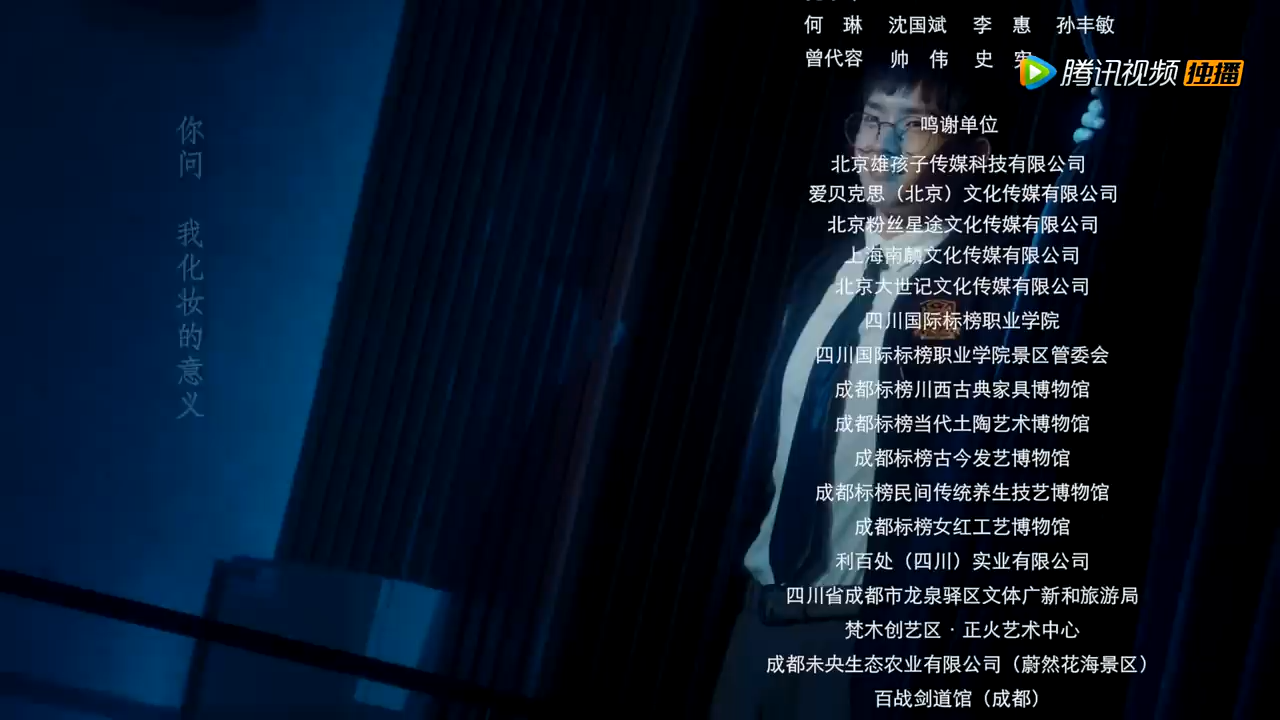 何　琳　沈国斌　李　惠　孙丰敏
曾代容　帅　伟　史
腾讯视频 独播
鸣谢单位
北京雄孩子传媒科技有限公司
爱贝克思（北京）文化传媒有限公司
北京粉丝星途文化传媒有限公司
上海南麟文化传媒有限公司
北京大世记文化传媒有限公司
四川国际标榜职业学院
四川国际标榜职业学院景区管委会
成都标榜川西古典家具博物馆
成都标榜当代土陶艺术博物馆
成都标榜古今发艺博物馆
成都标榜民间传统养生技艺博物馆
成都标榜女红工艺博物馆
利百处（四川）实业有限公司
四川省成都市龙泉驿区文体广新和旅游局
梵木创艺区·正火艺术中心
成都未央生态农业有限公司（蔚然花海景区）
百战剑道馆（成都）
你问　我化妆的意义